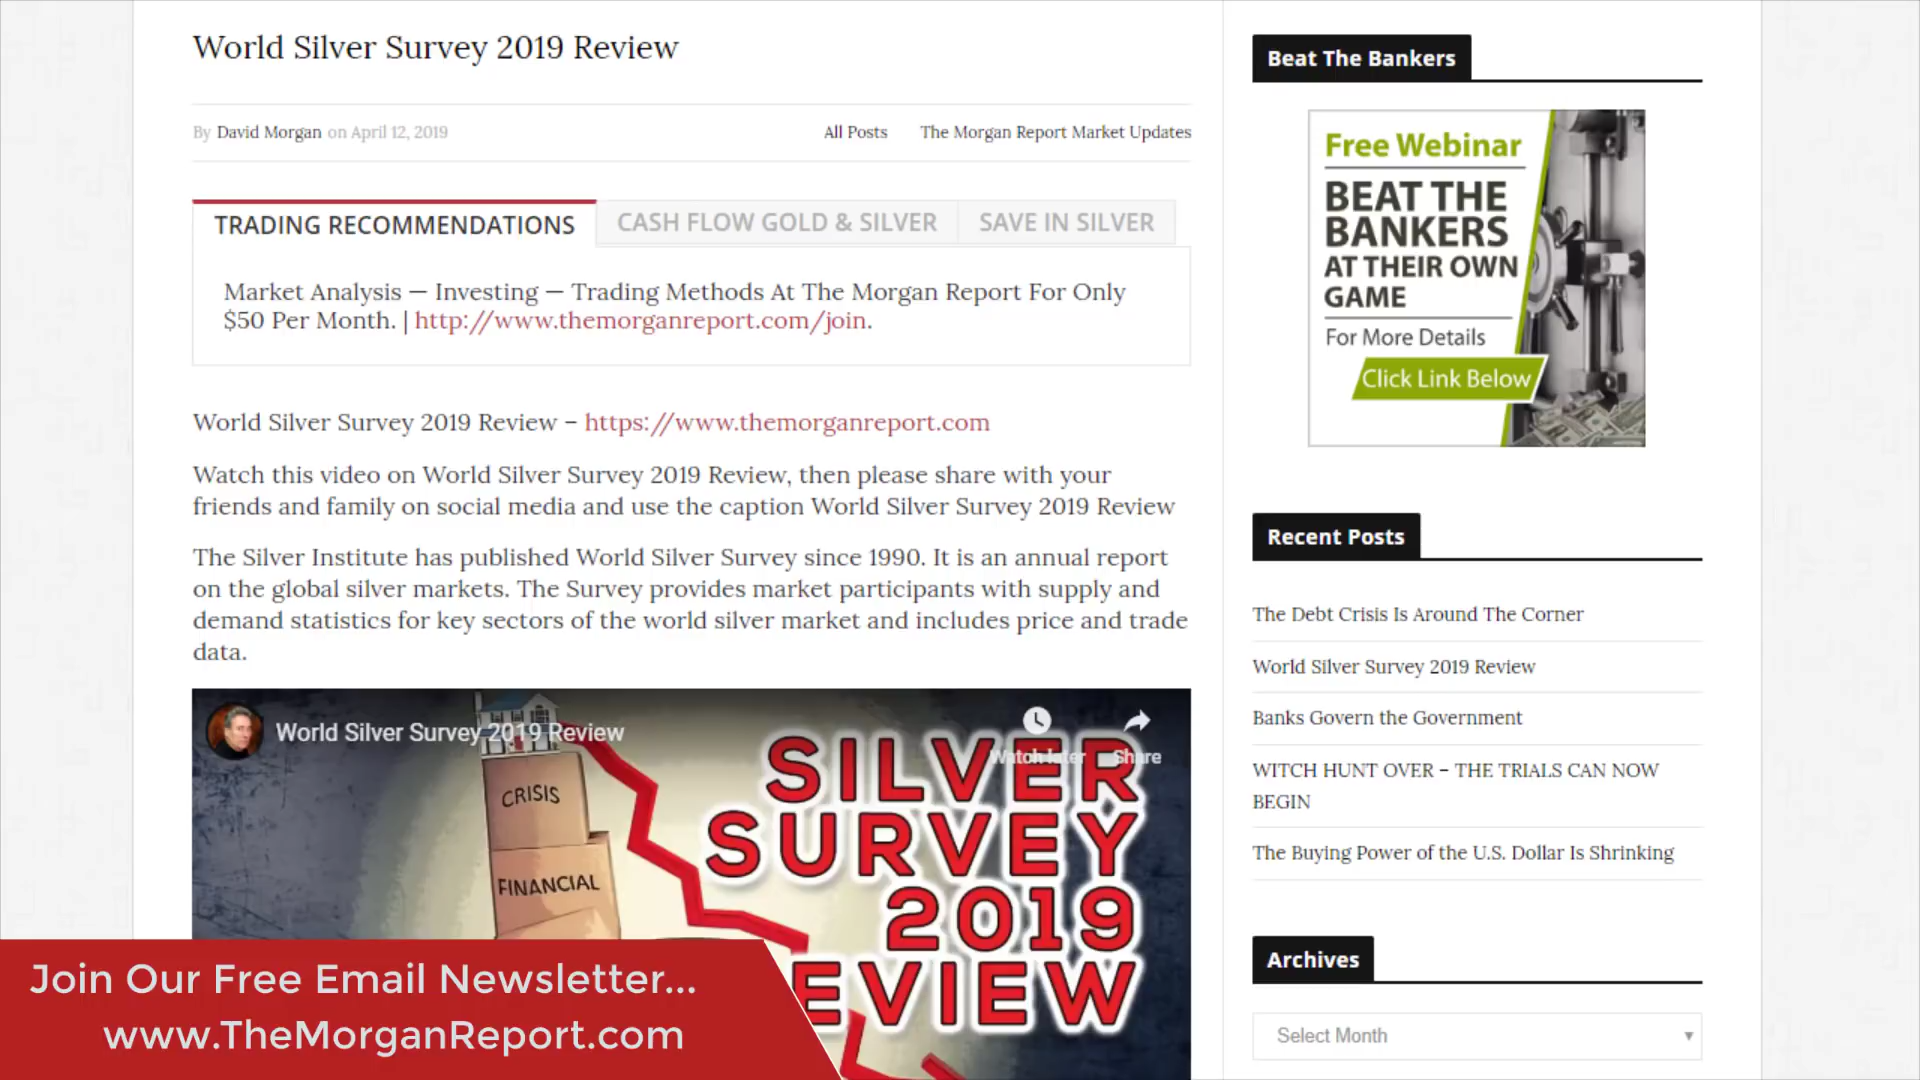 World Silver Survey 2019 Review
By David Morgan on April 12, 2019
All Posts
The Morgan Report Market Updates
TRADING RECOMMENDATIONS
CASH FLOW GOLD & SILVER
SAVE IN SILVER
Market Analysis — Investing — Trading Methods At The Morgan Report For Only
$50 Per Month. | http://www.themorganreport.com/join.
World Silver Survey 2019 Review – https://www.themorganreport.com
Watch this video on World Silver Survey 2019 Review, then please share with your
friends and family on social media and use the caption World Silver Survey 2019 Review
The Silver Institute has published World Silver Survey since 1990. It is an annual report
on the global silver markets. The Survey provides market participants with supply and
demand statistics for key sectors of the world silver market and includes price and trade
data.
World Silver Survey 2019 Review
Watch later
Share
CRISIS
FINANCIAL
SILVER
SURVEY
2019
EVIEW
Join Our Free Email Newsletter...
www.TheMorganReport.com
Beat The Bankers
Free Webinar
BEAT THE
BANKERS
AT THEIR OWN
GAME
For More Details
Click Link Below
Recent Posts
The Debt Crisis Is Around The Corner
World Silver Survey 2019 Review
Banks Govern the Government
WITCH HUNT OVER – THE TRIALS CAN NOW
BEGIN
The Buying Power of the U.S. Dollar Is Shrinking
Archives
Select Month